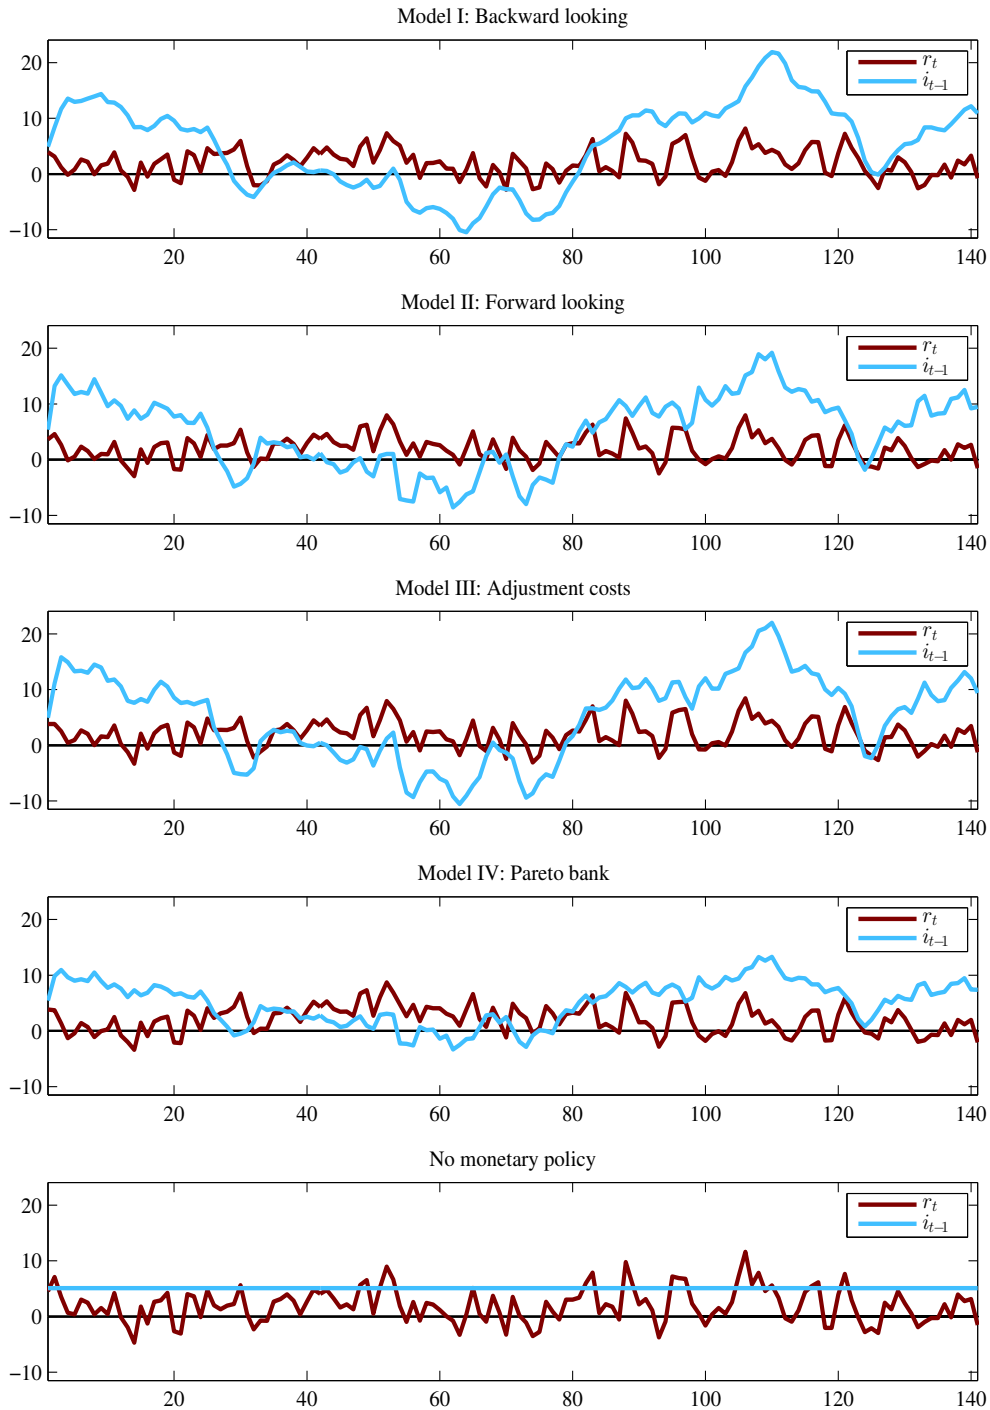 Model I: Backward looking
r_t
i_{t−1}
20
10
0
−10
20 40 60 80 100 120 140
Model II: Forward looking
r_t
i_{t−1}
20
10
0
−10
20 40 60 80 100 120 140
Model III: Adjustment costs
r_t
i_{t−1}
20
10
0
−10
20 40 60 80 100 120 140
Model IV: Pareto bank
r_t
i_{t−1}
20
10
0
−10
20 40 60 80 100 120 140
No monetary policy
r_t
i_{t−1}
20
10
0
−10
20 40 60 80 100 120 140